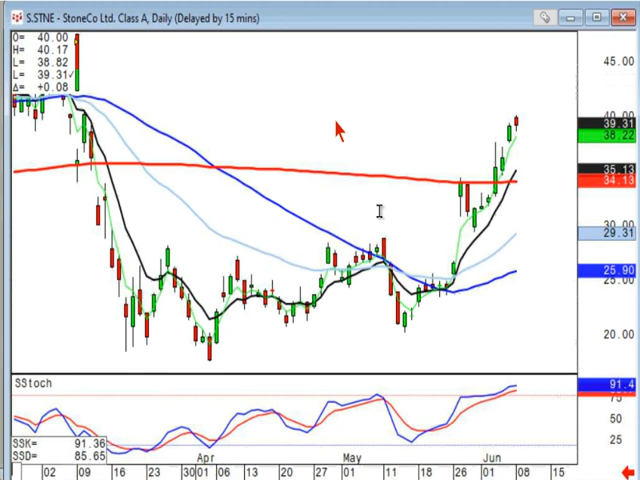 S.STNE - StoneCo Ltd. Class A, Daily (Delayed by 15 mins)
O= 40.00
H= 40.17
L= 38.82
L= 39.31✓
Δ= +0.08
45.00
39.31
38.22
35.13
34.13
30.00
29.31
25.90
25.00
20.00
SStoch
91.4
75
50
25
SSK= 91.36
SSD= 85.65
Apr May Jun
02 09 16 23 30 01 06 13 20 27 01 04 11 18 26 01 08 15